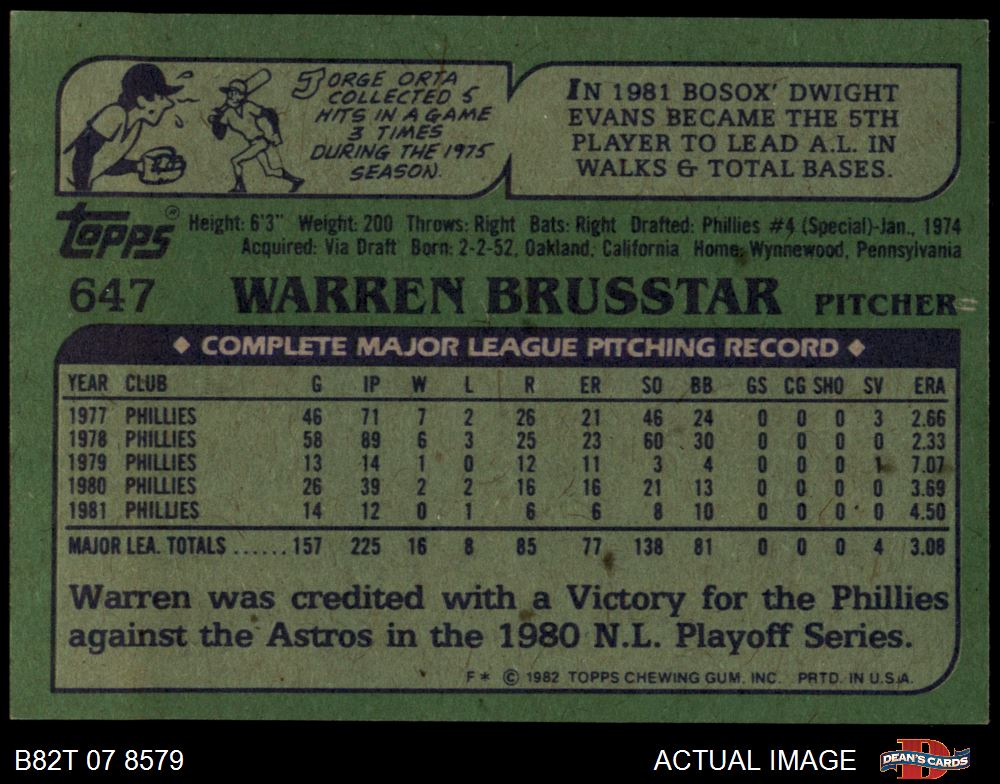 JORGE ORTA
COLLECTED 5
HITS IN A GAME
3 TIMES
DURING THE 1975
SEASON.
IN 1981 BOSOX' DWIGHT
EVANS BECAME THE 5TH
PLAYER TO LEAD A.L. IN
WALKS & TOTAL BASES.
Topps® Height: 6'3" Weight: 200 Throws: Right Bats: Right Drafted: Phillies #4 (Special)-Jan., 1974
Acquired: Via Draft Born: 2-2-52, Oakland, California Home: Wynnewood, Pennsylvania
647 WARREN BRUSSTAR PITCHER
◆ COMPLETE MAJOR LEAGUE PITCHING RECORD ◆
YEAR CLUB G IP W L R ER SO BB GS CG SHO SV ERA
1977 PHILLIES 46 71 7 2 26 21 46 24 0 0 0 3 2.66
1978 PHILLIES 58 89 6 3 25 23 60 30 0 0 0 0 2.33
1979 PHILLIES 13 14 1 0 12 11 3 4 0 0 0 1 7.07
1980 PHILLIES 26 39 2 2 16 16 21 13 0 0 0 0 3.69
1981 PHILLIES 14 12 0 1 6 6 8 10 0 0 0 0 4.50
MAJOR LEA. TOTALS ...... 157 225 16 8 85 77 138 81 0 0 0 4 3.08
Warren was credited with a Victory for the Phillies
against the Astros in the 1980 N.L. Playoff Series.
F* © 1982 TOPPS CHEWING GUM, INC. PRTD. IN U.S.A.
B82T 07 8579 ACTUAL IMAGE DEAN'S CARDS